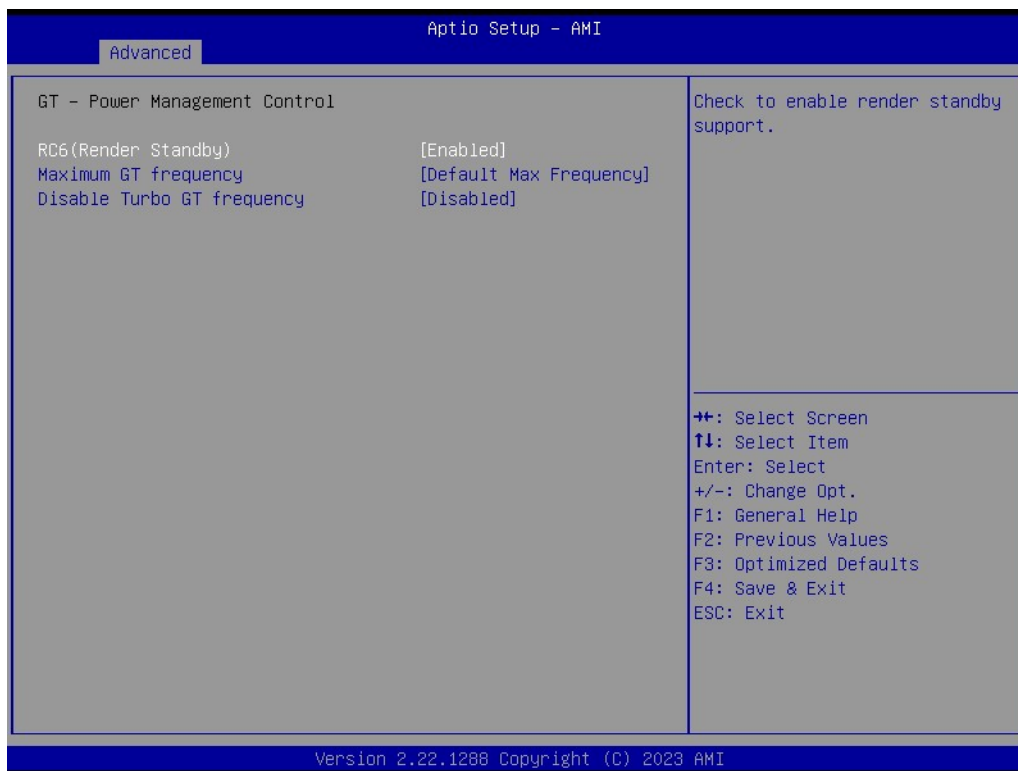 Aptio Setup – AMI
Advanced
GT – Power Management Control
RC6(Render Standby) [Enabled]
Maximum GT frequency [Default Max Frequency]
Disable Turbo GT frequency [Disabled]
Check to enable render standby
support.
→←: Select Screen
↑↓: Select Item
Enter: Select
+/-: Change Opt.
F1: General Help
F2: Previous Values
F3: Optimized Defaults
F4: Save & Exit
ESC: Exit
Version 2.22.1288 Copyright (C) 2023 AMI